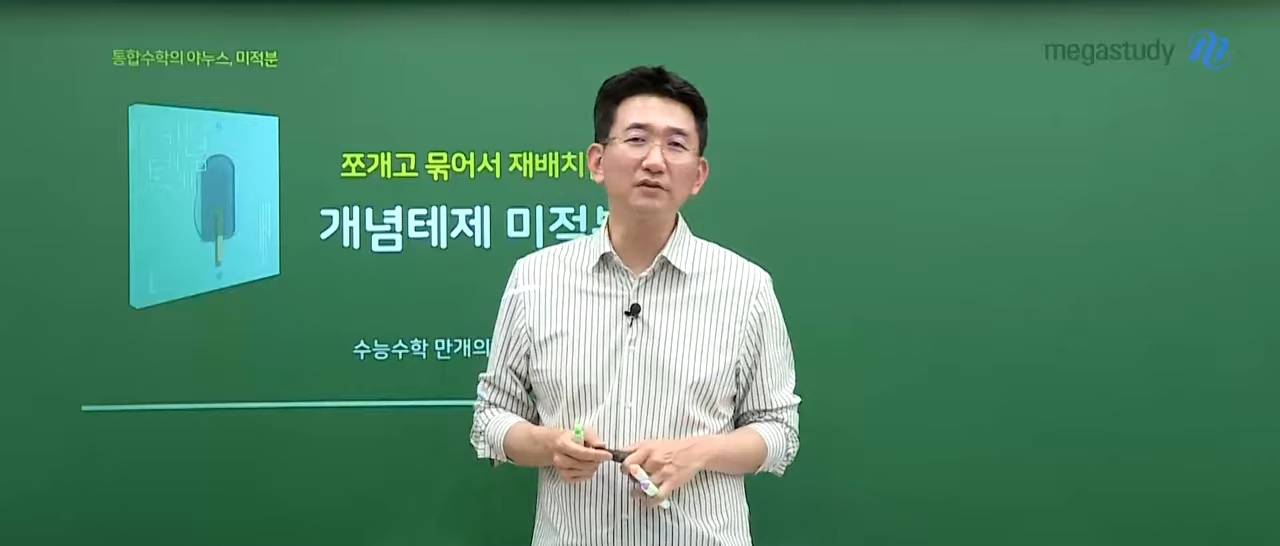 통합수학의 야누스, 미적분
megastudy
쪼개고 묶어서 재배치
개념테제 미적
수능수학 만개의